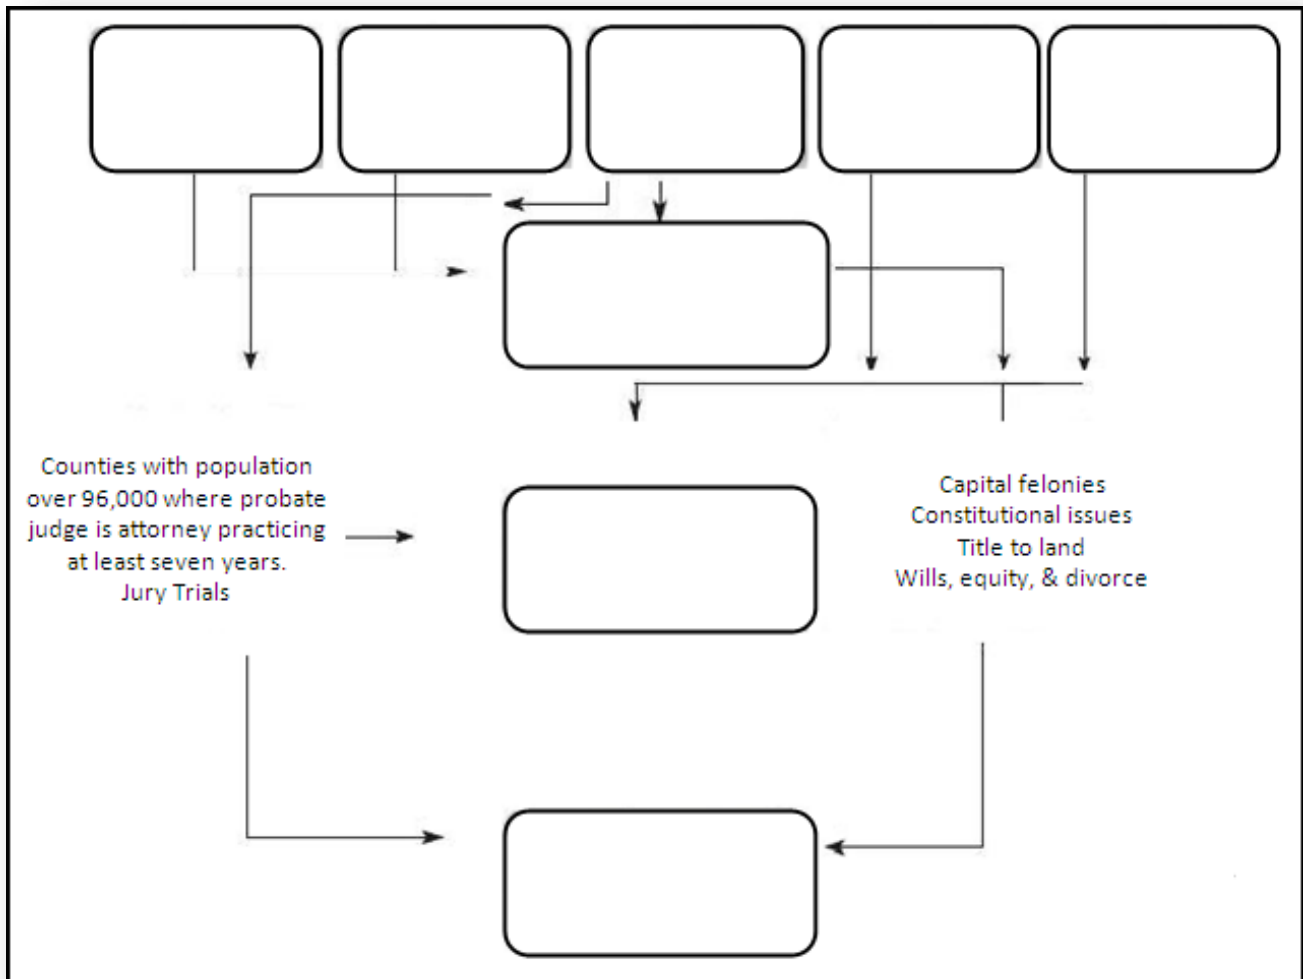 Counties with population
over 96,000 where probate
judge is attorney practicing
at least seven years.
Jury Trials
Capital felonies
Constitutional issues
Title to land
Wills, equity, & divorce